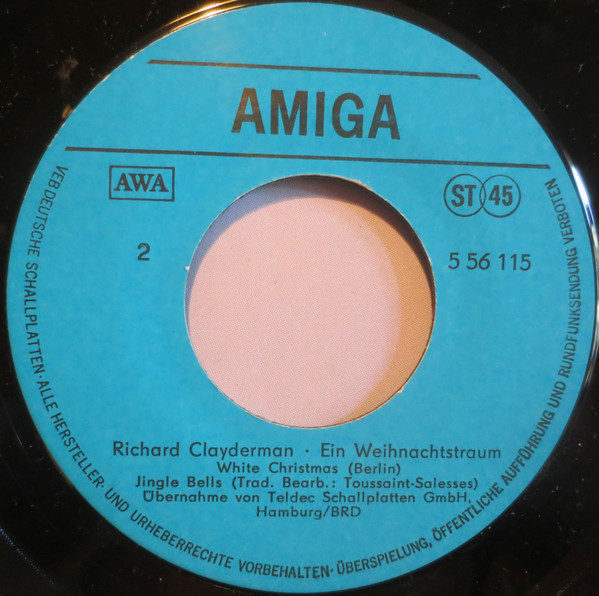 AMIGA
AWA
ST 45
2
5 56 115
Richard Clayderman · Ein Weihnachtstraum
White Christmas (Berlin)
Jingle Bells (Trad. Bearb.: Toussaint-Salesses)
Übernahme von Teldec Schallplatten GmbH,
Hamburg/BRD
VEB DEUTSCHE SCHALLPLATTEN · ALLE HERSTELLER- UND URHEBERRECHTE VORBEHALTEN · ÜBERSPIELUNG, ÖFFENTLICHE AUFFÜHRUNG UND RUNDFUNKSENDUNG VERBOTEN